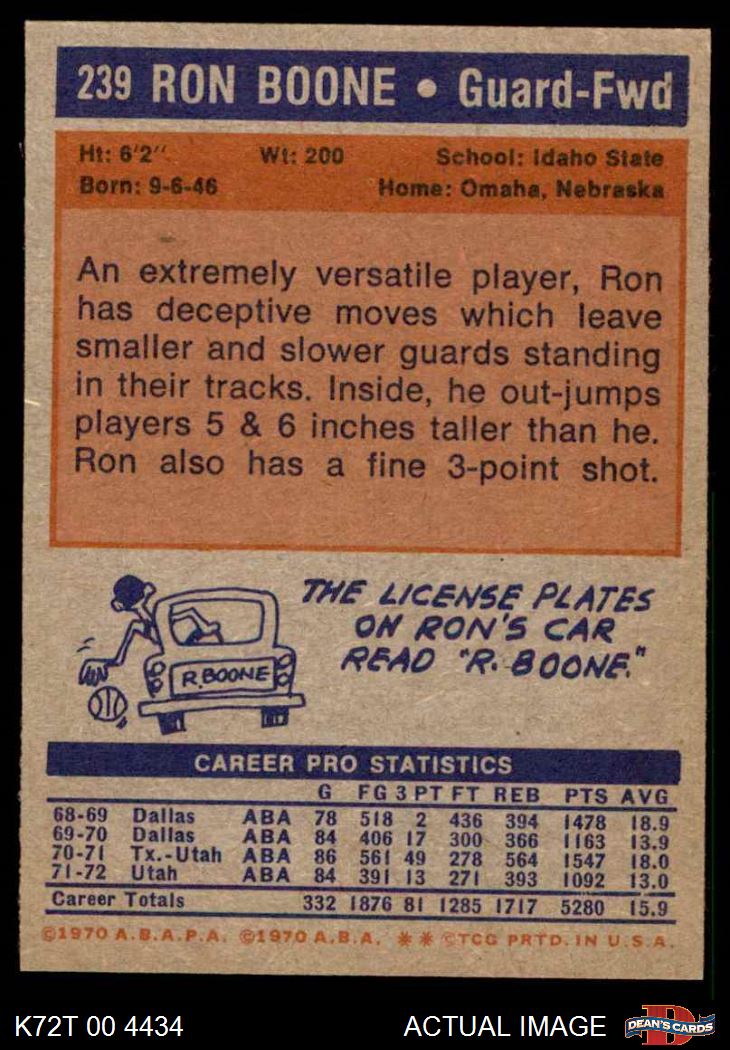 239 RON BOONE • Guard-Fwd
Ht: 6'2" Wt: 200 School: Idaho State
Born: 9-6-46 Home: Omaha, Nebraska
An extremely versatile player, Ron
has deceptive moves which leave
smaller and slower guards standing
in their tracks. Inside, he out-jumps
players 5 & 6 inches taller than he.
Ron also has a fine 3-point shot.
THE LICENSE PLATES
ON RON'S CAR
READ "R. BOONE."
R.BOONE
CAREER PRO STATISTICS
G FG 3 PT FT REB PTS AVG
68-69 Dallas ABA 78 518 2 436 394 1478 18.9
69-70 Dallas ABA 84 406 17 300 366 1163 13.9
70-71 Tx.-Utah ABA 86 561 49 278 564 1547 18.0
71-72 Utah ABA 84 391 13 271 393 1092 13.0
Career Totals 332 1876 81 1285 1717 5280 15.9
©1970 A.B.A.P.A. ©1970 A.B.A. ** ©TCG PRTD. IN U.S.A.
K72T 00 4434 ACTUAL IMAGE DEAN'S CARDS